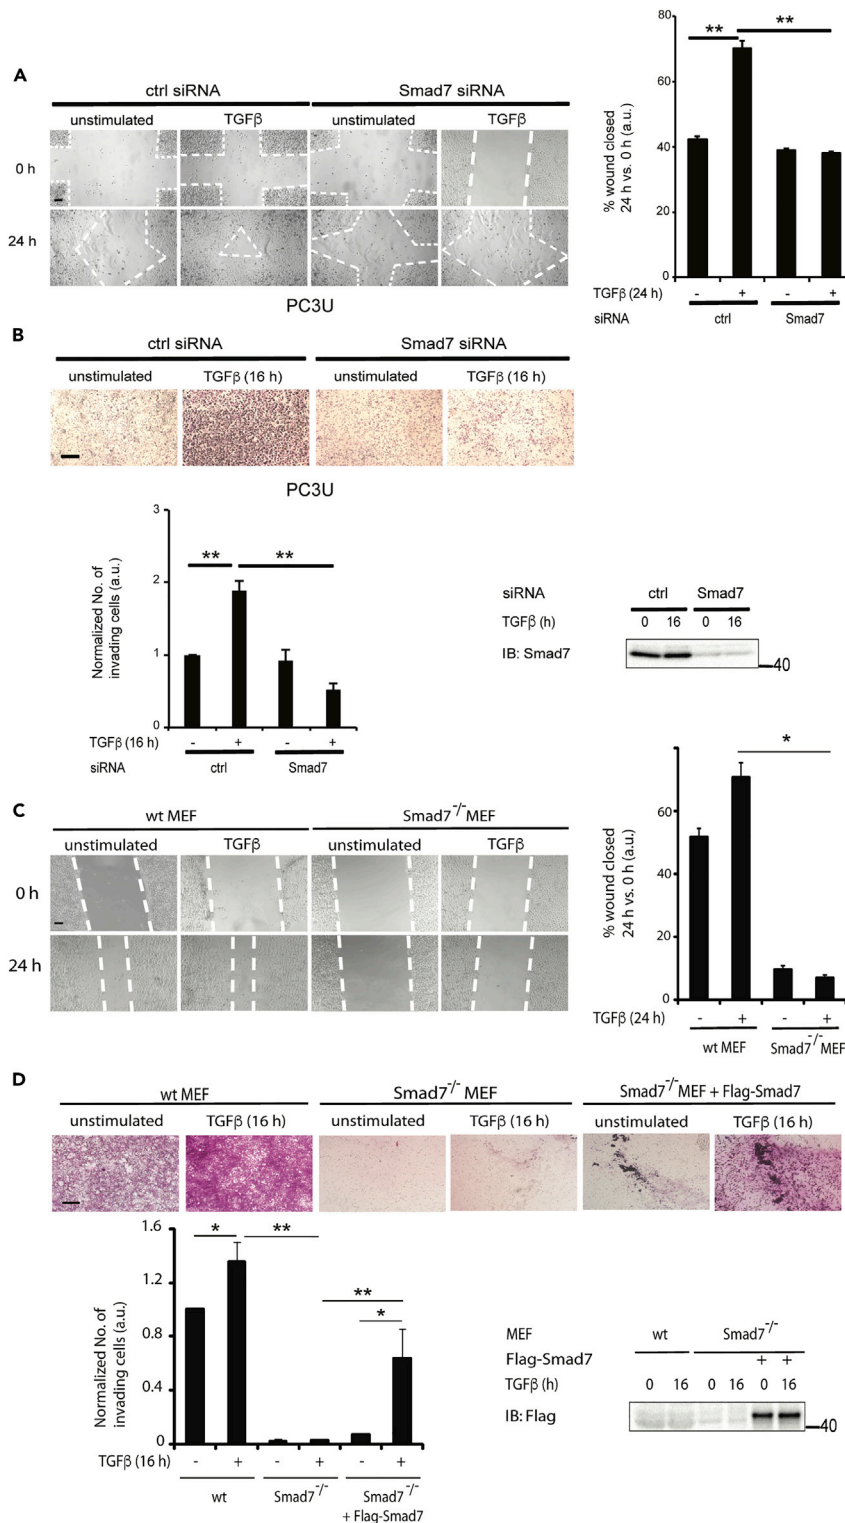 A
ctrl siRNA
Smad7 siRNA
unstimulated
TGFβ
unstimulated
TGFβ
0 h
24 h
PC3U
% wound closed
24 h vs. 0 h (a.u.)
80
60
40
20
0
**
**
TGFβ (24 h)
- + - +
siRNA
ctrl
Smad7
B
ctrl siRNA
Smad7 siRNA
unstimulated
TGFβ (16 h)
unstimulated
TGFβ (16 h)
PC3U
Normalized No. of
invading cells (a.u.)
3
2
1
0
**
**
TGFβ (16 h)
- + - +
siRNA
ctrl
Smad7
siRNA
ctrl
Smad7
TGFβ (h)
0 16 0 16
IB: Smad7
40
C
wt MEF
Smad7-/-MEF
unstimulated
TGFβ
unstimulated
TGFβ
0 h
24 h
% wound closed
24 h vs. 0 h (a.u.)
60
40
20
0
*
TGFβ (24 h)
- + - +
wt MEF
Smad7-/-MEF
D
wt MEF
Smad7-/- MEF
Smad7-/-MEF + Flag-Smad7
unstimulated
TGFβ (16 h)
unstimulated
TGFβ (16 h)
unstimulated
TGFβ (16 h)
Normalized No. of
invading cells (a.u.)
1.6
1.2
0.8
0.4
0
*
**
**
*
TGFβ (16 h)
- + - + - +
wt
Smad7-/-
Smad7-/-
+ Flag-Smad7
MEF
wt
Smad7-/-
Flag-Smad7
+ +
TGFβ (h)
0 16 0 16 0 16
IB: Flag
40